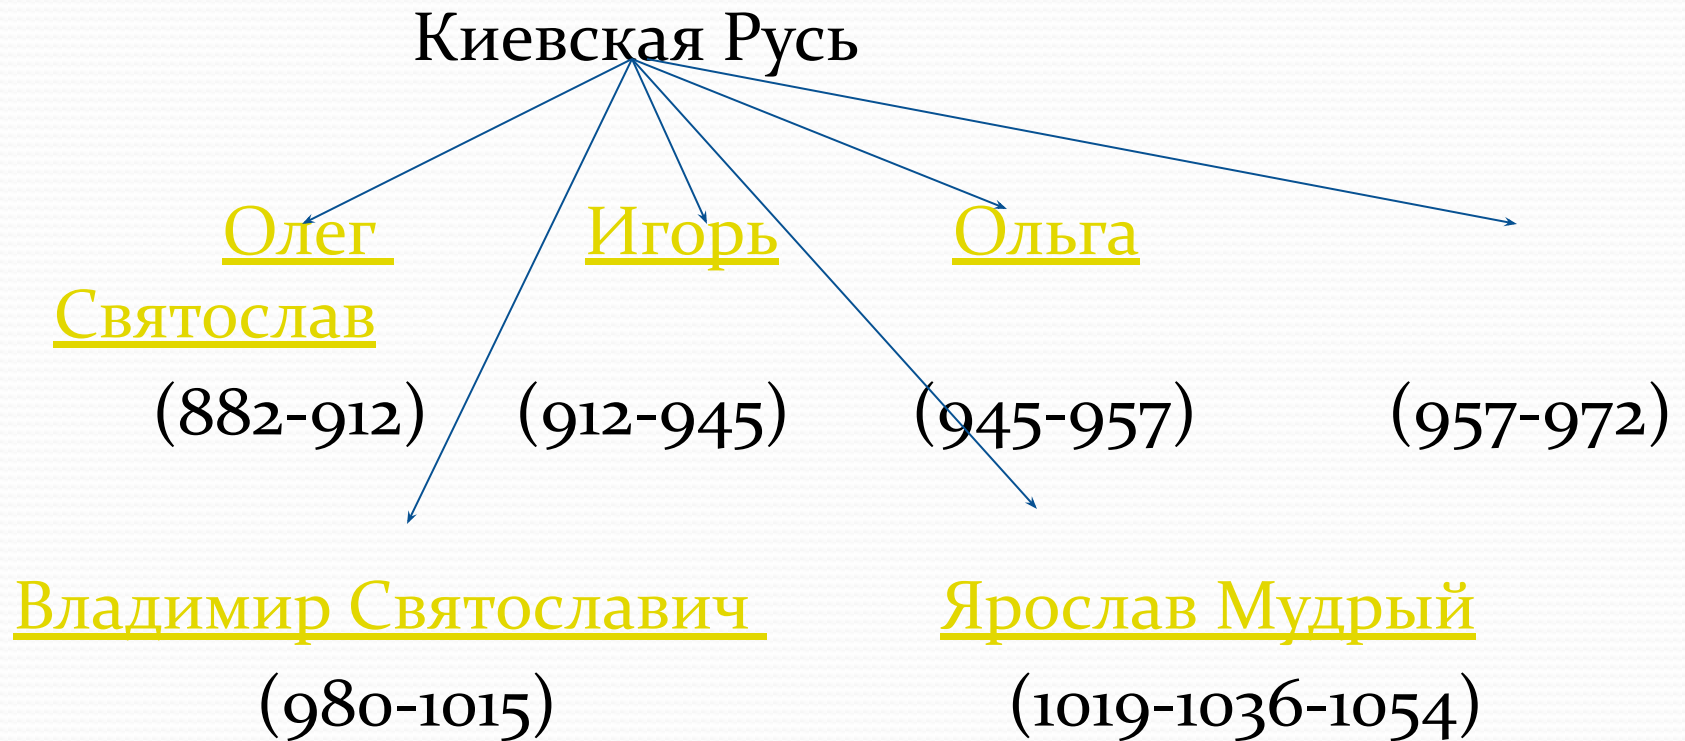 Киевская Русь
Олег Игорь Ольга
Святослав
(882-912) (912-945) (945-957) (957-972)
Владимир Святославич Ярослав Мудрый
(980-1015) (1019-1036-1054)